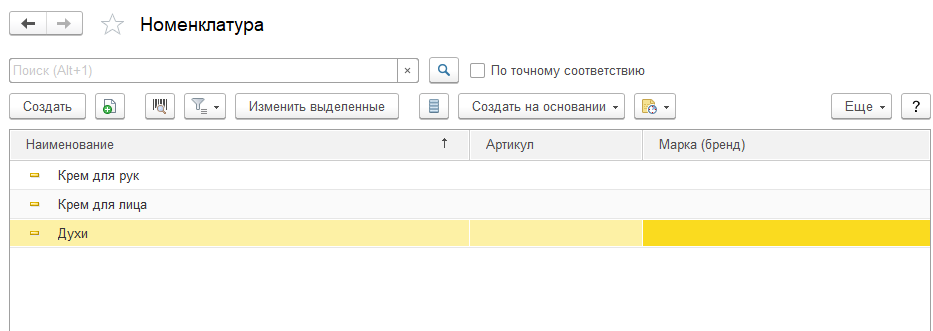 Номенклатура
Поиск (Alt+1) × По точному соответствию
Создать Изменить выделенные Создать на основании Еще ?
Наименование ↑ Артикул Марка (бренд)
Крем для рук
Крем для лица
Духи